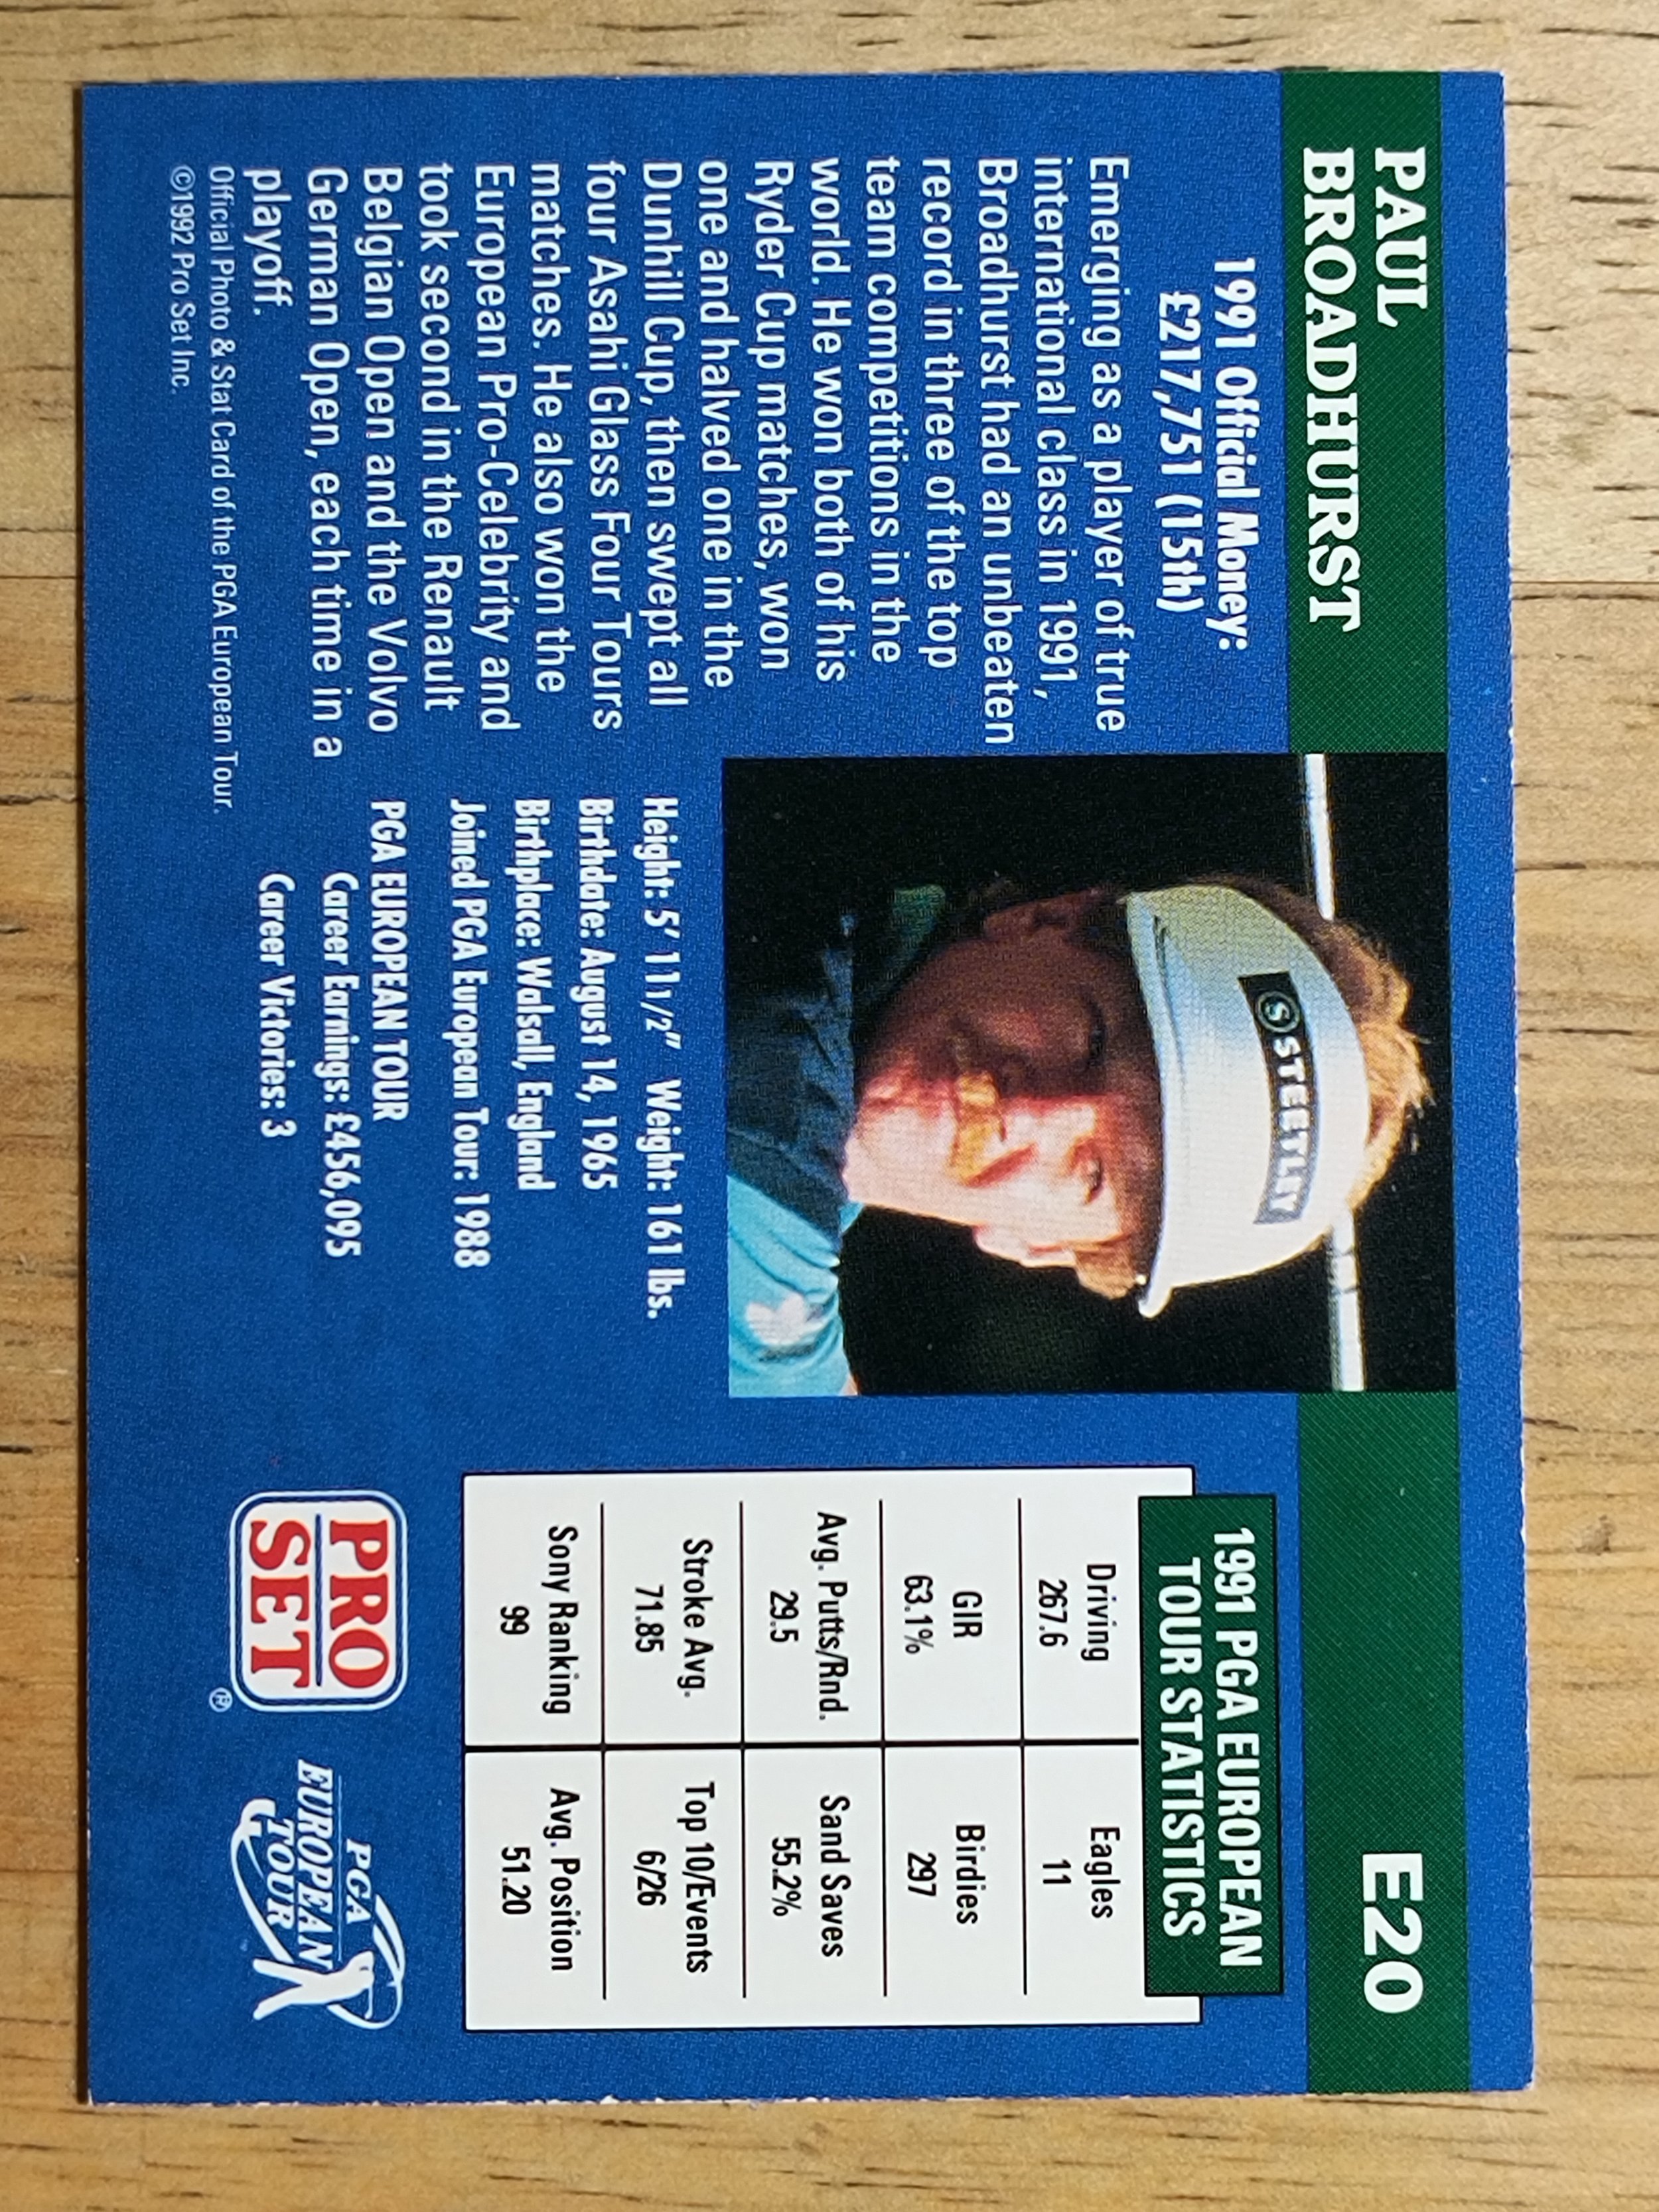 PAUL
BROADHURST
E20
1991 Official Money:
£217,751 (15th)
Emerging as a player of true
international class in 1991,
Broadhurst had an unbeaten
record in three of the top
team competitions in the
world. He won both of his
Ryder Cup matches, won
one and halved one in the
Dunhill Cup, then swept all
four Asahi Glass Four Tours
matches. He also won the
European Pro-Celebrity and
took second in the Renault
Belgian Open and the Volvo
German Open, each time in a
playoff.
Official Photo & Stat Card of the PGA European Tour.
©1992 Pro Set Inc.
S STEETLEY
Height: 5' 11 1/2" Weight: 161 lbs.
Birthdate: August 14, 1965
Birthplace: Walsall, England
Joined PGA European Tour: 1988
PGA EUROPEAN TOUR
Career Earnings: £456,095
Career Victories: 3
1991 PGA EUROPEAN
TOUR STATISTICS
Driving
267.6
Eagles
11
GIR
63.1%
Birdies
297
Avg. Putts/Rnd.
29.5
Sand Saves
55.2%
Stroke Avg.
71.85
Top 10/Events
6/26
Sony Ranking
99
Avg. Position
51.20
PRO
SET
®
PGA
EUROPEAN
TOUR